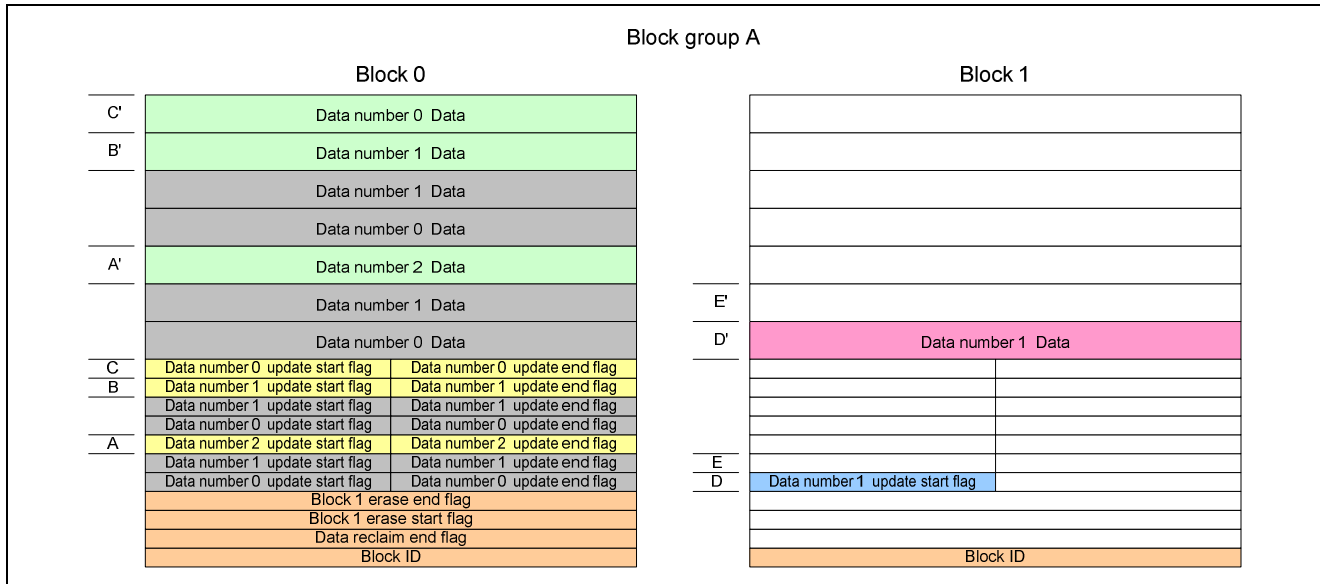 Block group A
Block 0
Block 1
C' Data number 0 Data
B' Data number 1 Data
Data number 1 Data
Data number 0 Data
A' Data number 2 Data
Data number 1 Data E'
Data number 0 Data D' Data number 1 Data
C Data number 0 update start flag Data number 0 update end flag
B Data number 1 update start flag Data number 1 update end flag
Data number 1 update start flag Data number 1 update end flag
Data number 0 update start flag Data number 0 update end flag
A Data number 2 update start flag Data number 2 update end flag
Data number 1 update start flag Data number 1 update end flag E
Data number 0 update start flag Data number 0 update end flag D Data number 1 update start flag
Block 1 erase end flag
Block 1 erase start flag
Data reclaim end flag
Block ID Block ID